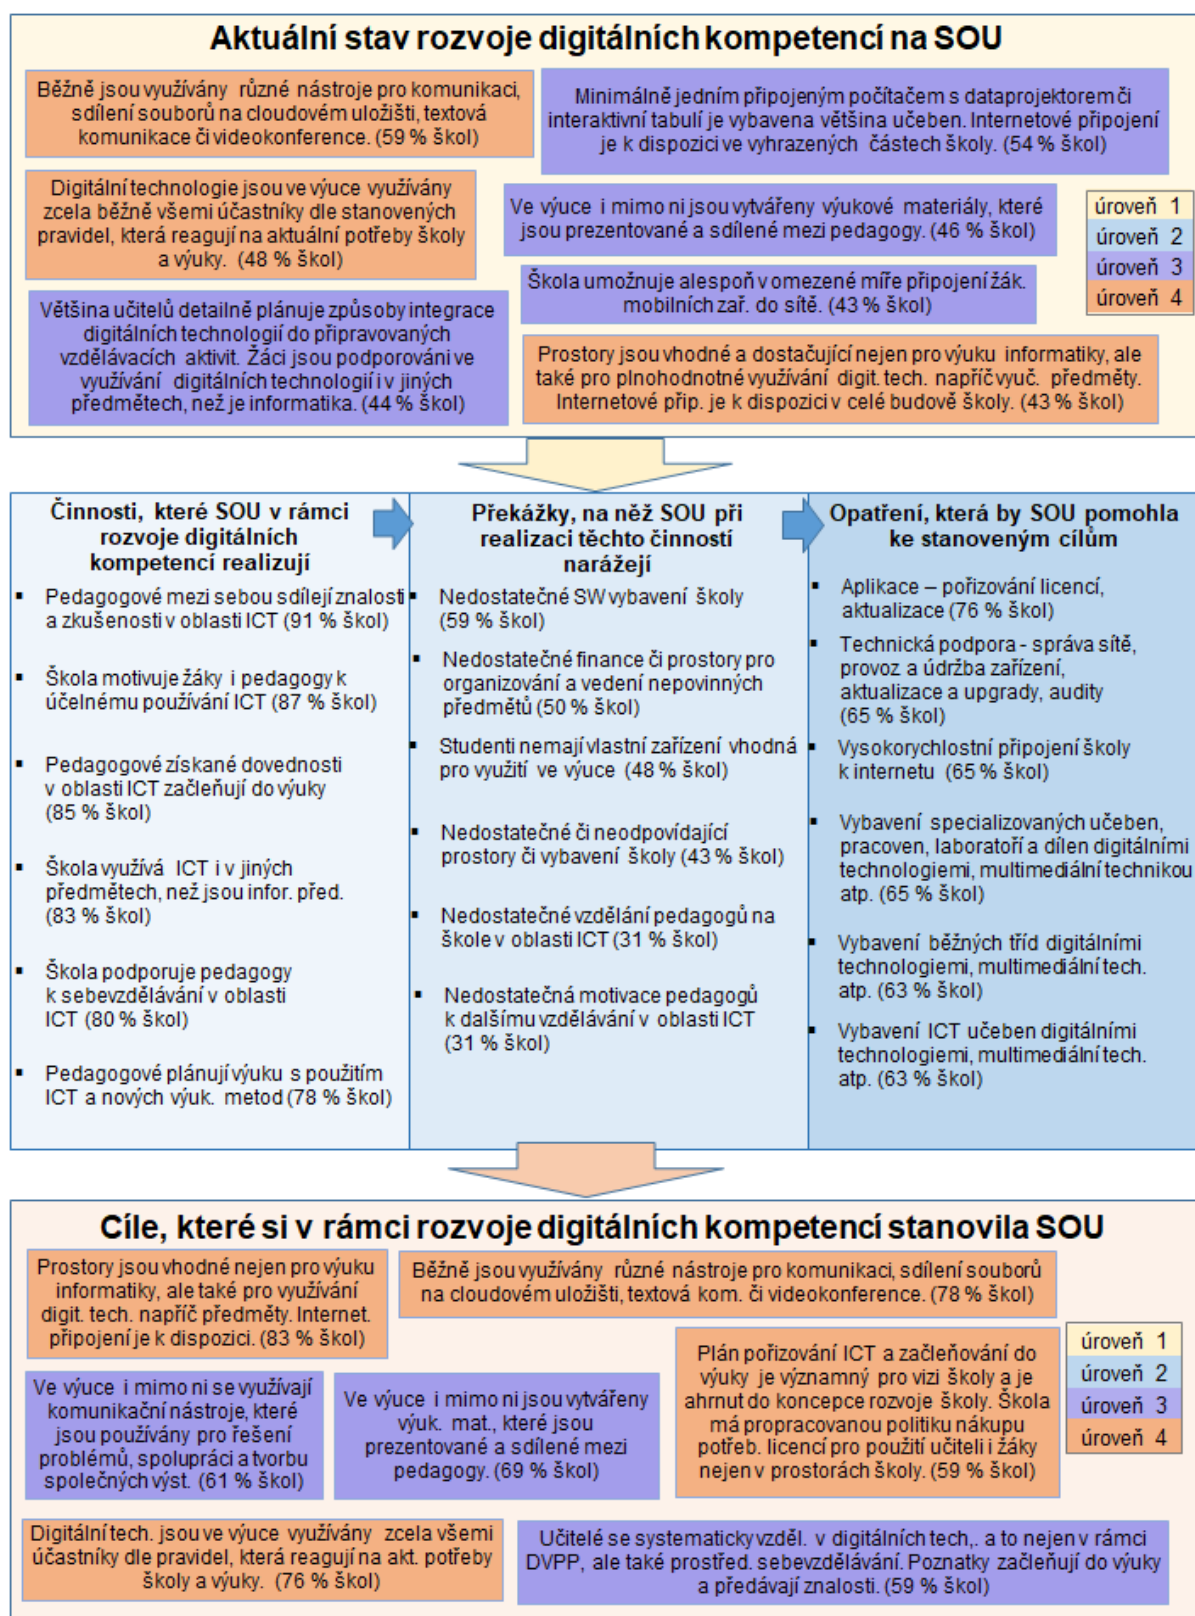 Aktuální stav rozvoje digitálních kompetencí na SOU
Běžně jsou využívány různé nástroje pro komunikaci,
sdílení souborů na cloudovém uložišti, textová
komunikace či videokonference. (59 % škol)
Minimálně jedním připojeným počítačem s dataprojektorem či
interaktivní tabulí je vybavena většina učeben. Internetové připojení
je k dispozici ve vyhrazených částech školy. (54 % škol)
Digitální technologie jsou ve výuce využívány
zcela běžně všemi účastníky dle stanovených
pravidel, která reagují na aktuální potřeby školy
a výuky. (48 % škol)
Ve výuce i mimo ni jsou vytvářeny výukové materiály, které
jsou prezentované a sdílené mezi pedagogy. (46 % škol)
úroveň 1
úroveň 2
úroveň 3
úroveň 4
Škola umožnuje alespoň v omezené míře připojení žák.
mobilních zař. do sítě. (43 % škol)
Většina učitelů detailně plánuje způsoby integrace
digitálních technologií do připravovaných
vzdělávacích aktivit. Žáci jsou podporováni ve
využívání digitálních technologií i v jiných
předmětech, než je informatika. (44 % škol)
Prostory jsou vhodné a dostačující nejen pro výuku informatiky, ale
také pro plnohodnotné využívání digit. tech. napříč vyuč. předměty.
Internetové přip. je k dispozici v celé budově školy. (43 % škol)
Činnosti, které SOU v rámci
rozvoje digitálních
kompetencí realizují
▪ Pedagogové mezi sebou sdílejí znalosti
a zkušenosti v oblasti ICT (91 % škol)
▪ Škola motivuje žáky i pedagogy k
účelnému používání ICT (87 % škol)
▪ Pedagogové získané dovednosti
v oblasti ICT začleňují do výuky
(85 % škol)
▪ Škola využívá ICT i v jiných
předmětech, než jsou infor. před.
(83 % škol)
▪ Škola podporuje pedagogy
k sebevzdělávání v oblasti
ICT (80 % škol)
▪ Pedagogové plánují výuku s použitím
ICT a nových výuk. metod (78 % škol)
Překážky, na něž SOU při
realizaci těchto činností
narážejí
▪ Nedostatečné SW vybavení školy
(59 % škol)
▪ Nedostatečné finance či prostory pro
organizování a vedení nepovinných
předmětů (50 % škol)
▪ Studenti nemají vlastní zařízení vhodná
pro využití ve výuce (48 % škol)
▪ Nedostatečné či neodpovídající
prostory či vybavení školy (43 % škol)
▪ Nedostatečné vzdělání pedagogů na
škole v oblasti ICT (31 % škol)
▪ Nedostatečná motivace pedagogů
k dalšímu vzdělávání v oblasti ICT
(31 % škol)
Opatření, která by SOU pomohla
ke stanoveným cílům
▪ Aplikace – pořizování licencí,
aktualizace (76 % škol)
▪ Technická podpora - správa sítě,
provoz a údržba zařízení,
aktualizace a upgrady, audity
(65 % škol)
▪ Vysokorychlostní připojení školy
k internetu (65 % škol)
▪ Vybavení specializovaných učeben,
pracoven, laboratoří a dílen digitálními
technologiemi, multimediální technikou
atp. (65 % škol)
▪ Vybavení běžných tříd digitálními
technologiemi, multimediální tech.
atp. (63 % škol)
▪ Vybavení ICT učeben digitálními
technologiemi, multimediální tech.
atp. (63 % škol)
Cíle, které si v rámci rozvoje digitálních kompetencí stanovila SOU
Prostory jsou vhodné nejen pro výuku
informatiky, ale také pro využívání
digit. tech. napříč předměty. Internet.
připojení je k dispozici. (83 % škol)
Běžně jsou využívány různé nástroje pro komunikaci, sdílení souborů
na cloudovém uložišti, textová kom. či videokonference. (78 % škol)
Ve výuce i mimo ni se využívají
komunikační nástroje, které
jsou používány pro řešení
problémů, spolupráci a tvorbu
společných výst. (61 % škol)
Ve výuce i mimo ni jsou vytvářeny
výuk. mat., které jsou
prezentované a sdílené mezi
pedagogy. (69 % škol)
Plán pořizování ICT a začleňování do
výuky je významný pro vizi školy a je
ahrnut do koncepce rozvoje školy. Škola
má propracovanou politiku nákupu
potřeb. licencí pro použití učiteli i žáky
nejen v prostorách školy. (59 % škol)
úroveň 1
úroveň 2
úroveň 3
úroveň 4
Digitální tech. jsou ve výuce využívány zcela všemi
účastníky dle pravidel, která reagují na akt. potřeby
školy a výuky. (76 % škol)
Učitelé se systematicky vzděl. v digitálních tech,. a to nejen v rámci
DVPP, ale také prostřed. sebevzdělávání. Poznatky začleňují do výuky
a předávají znalosti. (59 % škol)